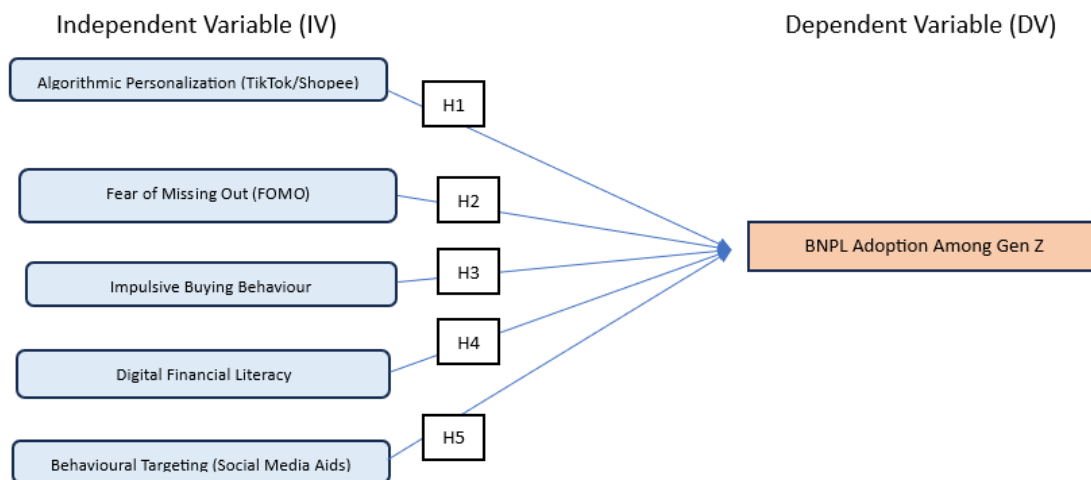 Independent Variable (IV)
Dependent Variable (DV)
Algorithmic Personalization (TikTok/Shopee)
H1
Fear of Missing Out (FOMO)
H2
BNPL Adoption Among Gen Z
Impulsive Buying Behaviour
H3
H4
Digital Financial Literacy
H5
Behavioural Targeting (Social Media Aids)